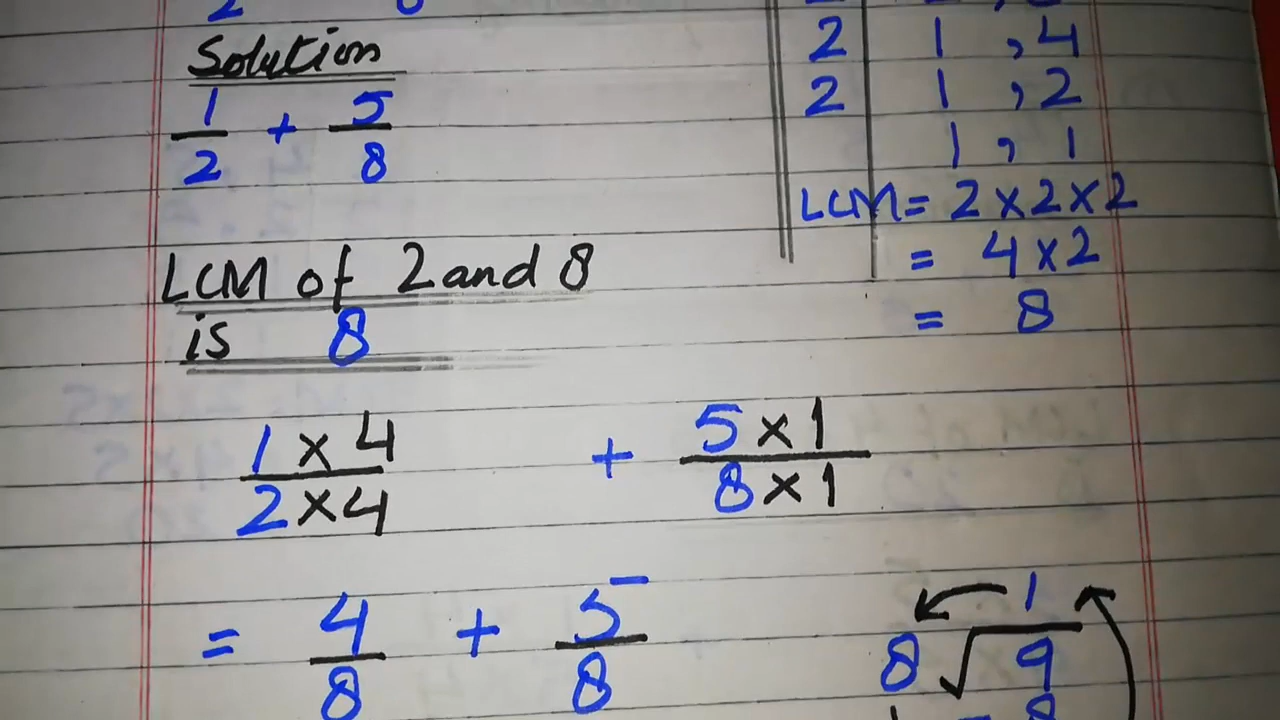 Solution
1/2 + 5/8
LCM of 2 and 8
is 8
2 | 1 , 4
2 | 1 , 2
1 , 1
LCM = 2 × 2 × 2
= 4 × 2
= 8
1 × 4 / 2 × 4 + 5 × 1 / 8 × 1
= 4/8 + 5/8
1
8 √ 9